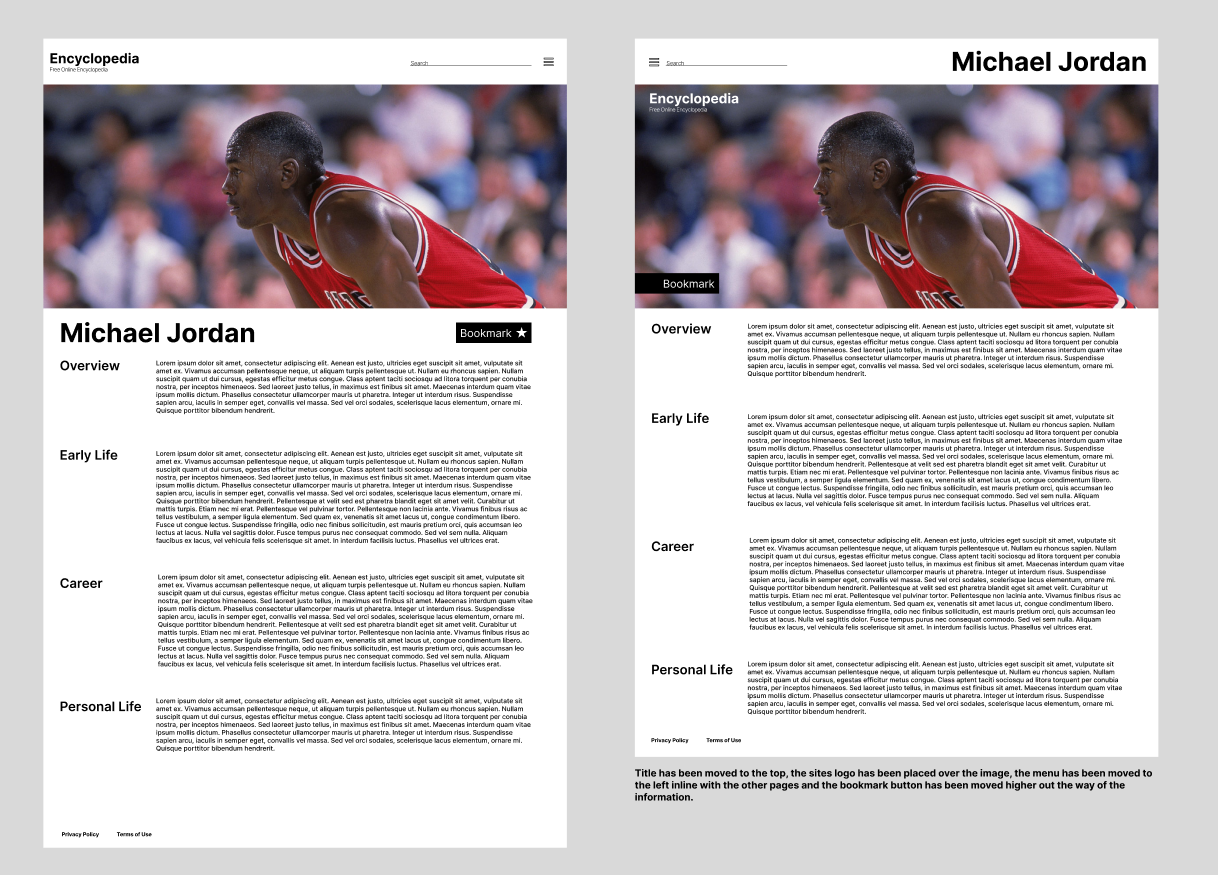 Encyclopedia
Free Online Encyclopedia
Search
Michael Jordan
Bookmark
Overview
Lorem ipsum dolor sit amet, consectetur adipiscing elit. Aenean est justo, ultricies eget suscipit sit amet, vulputate sit
amet ex. Vivamus accumsan pellentesque neque, ut aliquam turpis pellentesque ut. Nullam eu rhoncus sapien. Nullam
suscipit quam ut dui cursus, egestas efficitur metus congue. Class aptent taciti sociosqu ad litora torquent per conubia
nostra, per inceptos himenaeos. Sed laoreet justo tellus, in maximus est finibus sit amet. Maecenas interdum quam vitae
ipsum mollis dictum. Phasellus consectetur ullamcorper mauris ut pharetra. Integer ut interdum risus. Suspendisse
sapien arcu, iaculis in semper eget, convallis vel massa. Sed vel orci sodales, scelerisque lacus elementum, ornare mi.
Quisque porttitor bibendum hendrerit.
Early Life
Lorem ipsum dolor sit amet, consectetur adipiscing elit. Aenean est justo, ultricies eget suscipit sit amet, vulputate sit
amet ex. Vivamus accumsan pellentesque neque, ut aliquam turpis pellentesque ut. Nullam eu rhoncus sapien. Nullam
suscipit quam ut dui cursus, egestas efficitur metus congue. Class aptent taciti sociosqu ad litora torquent per conubia
nostra, per inceptos himenaeos. Sed laoreet justo tellus, in maximus est finibus sit amet. Maecenas interdum quam vitae
ipsum mollis dictum. Phasellus consectetur ullamcorper mauris ut pharetra. Integer ut interdum risus. Suspendisse
sapien arcu, iaculis in semper eget, convallis vel massa. Sed vel orci sodales, scelerisque lacus elementum, ornare mi.
Quisque porttitor bibendum hendrerit. Pellentesque at velit sed est pharetra blandit eget sit amet velit. Curabitur ut
mattis turpis. Etiam nec mi erat. Pellentesque vel pulvinar tortor. Pellentesque non lacinia ante. Vivamus finibus risus ac
tellus vestibulum, a semper ligula elementum. Sed quam ex, venenatis sit amet lorem ut, congue condimentum libero.
Fusce ut congue lectus. Suspendisse fringilla, odio nec finibus sollicitudin, est mauris pretium orci, quis accumsan leo
lectus at lacus. Nulla vel sagittis dolor. Fusce tempus purus nec consequat commodo. Sed vel sem nulla. Aliquam
faucibus ex lacus, vel vehicula felis scelerisque sit amet. In interdum facilisis luctus. Phasellus vel ultrices erat.
Career
Lorem ipsum dolor sit amet, consectetur adipiscing elit. Aenean est justo, ultricies eget suscipit sit amet, vulputate sit
amet ex. Vivamus accumsan pellentesque neque, ut aliquam turpis pellentesque ut. Nullam eu rhoncus sapien. Nullam
suscipit quam ut dui cursus, egestas efficitur metus congue. Class aptent taciti sociosqu ad litora torquent per conubia
nostra, per inceptos himenaeos. Sed laoreet justo tellus, in maximus est finibus sit amet. Maecenas interdum quam vitae
ipsum mollis dictum. Phasellus consectetur ullamcorper mauris ut pharetra. Integer ut interdum risus. Suspendisse
sapien arcu, iaculis in semper eget, convallis vel massa. Sed vel orci sodales, scelerisque lacus elementum, ornare mi.
Quisque porttitor bibendum hendrerit. Pellentesque at velit sed est pharetra blandit eget sit amet velit. Curabitur ut
mattis turpis. Etiam nec mi erat. Pellentesque vel pulvinar tortor. Pellentesque non lacinia ante. Vivamus finibus risus ac
tellus vestibulum, a semper ligula elementum. Sed quam ex, venenatis sit amet lorem ut, congue condimentum libero.
Fusce ut congue lectus. Suspendisse fringilla, odio nec finibus sollicitudin, est mauris pretium orci, quis accumsan leo
lectus at lacus. Nulla vel sagittis dolor. Fusce tempus purus nec consequat commodo. Sed vel sem nulla. Aliquam
faucibus ex lacus, vel vehicula felis scelerisque sit amet. In interdum facilisis luctus. Phasellus vel ultrices erat.
Personal Life
Lorem ipsum dolor sit amet, consectetur adipiscing elit. Aenean est justo, ultricies eget suscipit sit amet, vulputate sit
amet ex. Vivamus accumsan pellentesque neque, ut aliquam turpis pellentesque ut. Nullam eu rhoncus sapien. Nullam
suscipit quam ut dui cursus, egestas efficitur metus congue. Class aptent taciti sociosqu ad litora torquent per conubia
nostra, per inceptos himenaeos. Sed laoreet justo tellus, in maximus est finibus sit amet. Maecenas interdum quam vitae
ipsum mollis dictum. Phasellus consectetur ullamcorper mauris ut pharetra. Integer ut interdum risus. Suspendisse
sapien arcu, iaculis in semper eget, convallis vel massa. Sed vel orci sodales, scelerisque lacus elementum, ornare mi.
Quisque porttitor bibendum hendrerit.
Privacy Policy
Terms of Use
Search
Michael Jordan
Encyclopedia
Free Online Encyclopedia
Bookmark
Overview
Lorem ipsum dolor sit amet, consectetur adipiscing elit. Aenean est justo, ultricies eget suscipit sit amet, vulputate sit
amet ex. Vivamus accumsan pellentesque neque, ut aliquam turpis pellentesque ut. Nullam eu rhoncus sapien. Nullam
suscipit quam ut dui cursus, egestas efficitur metus congue. Class aptent taciti sociosqu ad litora torquent per conubia
nostra, per inceptos himenaeos. Sed laoreet justo tellus, in maximus est finibus sit amet. Maecenas interdum quam vitae
ipsum mollis dictum. Phasellus consectetur ullamcorper mauris ut pharetra. Integer ut interdum risus. Suspendisse
sapien arcu, iaculis in semper eget, convallis vel massa. Sed vel orci sodales, scelerisque lacus elementum, ornare mi.
Quisque porttitor bibendum hendrerit.
Early Life
Lorem ipsum dolor sit amet, consectetur adipiscing elit. Aenean est justo, ultricies eget suscipit sit amet, vulputate sit
amet ex. Vivamus accumsan pellentesque neque, ut aliquam turpis pellentesque ut. Nullam eu rhoncus sapien. Nullam
suscipit quam ut dui cursus, egestas efficitur metus congue. Class aptent taciti sociosqu ad litora torquent per conubia
nostra, per inceptos himenaeos. Sed laoreet justo tellus, in maximus est finibus sit amet. Maecenas interdum quam vitae
ipsum mollis dictum. Phasellus consectetur ullamcorper mauris ut pharetra. Integer ut interdum risus. Suspendisse
sapien arcu, iaculis in semper eget, convallis vel massa. Sed vel orci sodales, scelerisque lacus elementum, ornare mi.
Quisque porttitor bibendum hendrerit. Pellentesque at velit sed est pharetra blandit eget sit amet velit. Curabitur ut
mattis turpis. Etiam nec mi erat. Pellentesque vel pulvinar tortor. Pellentesque non lacinia ante. Vivamus finibus risus ac
tellus vestibulum, a semper ligula elementum. Sed quam ex, venenatis sit amet lorem ut, congue condimentum libero.
Fusce ut congue lectus. Suspendisse fringilla, odio nec finibus sollicitudin, est mauris pretium orci, quis accumsan leo
lectus at lacus. Nulla vel sagittis dolor. Fusce tempus purus nec consequat commodo. Sed vel sem nulla. Aliquam
faucibus ex lacus, vel vehicula felis scelerisque sit amet. In interdum facilisis luctus. Phasellus vel ultrices erat.
Career
Lorem ipsum dolor sit amet, consectetur adipiscing elit. Aenean est justo, ultricies eget suscipit sit amet, vulputate sit
amet ex. Vivamus accumsan pellentesque neque, ut aliquam turpis pellentesque ut. Nullam eu rhoncus sapien. Nullam
suscipit quam ut dui cursus, egestas efficitur metus congue. Class aptent taciti sociosqu ad litora torquent per conubia
nostra, per inceptos himenaeos. Sed laoreet justo tellus, in maximus est finibus sit amet. Maecenas interdum quam vitae
ipsum mollis dictum. Phasellus consectetur ullamcorper mauris ut pharetra. Integer ut interdum risus. Suspendisse
sapien arcu, iaculis in semper eget, convallis vel massa. Sed vel orci sodales, scelerisque lacus elementum, ornare mi.
Quisque porttitor bibendum hendrerit. Pellentesque at velit sed est pharetra blandit eget sit amet velit. Curabitur ut
mattis turpis. Etiam nec mi erat. Pellentesque vel pulvinar tortor. Pellentesque non lacinia ante. Vivamus finibus risus ac
tellus vestibulum, a semper ligula elementum. Sed quam ex, venenatis sit amet lorem ut, congue condimentum libero.
Fusce ut congue lectus. Suspendisse fringilla, odio nec finibus sollicitudin, est mauris pretium orci, quis accumsan leo
lectus at lacus. Nulla vel sagittis dolor. Fusce tempus purus nec consequat commodo. Sed vel sem nulla. Aliquam
faucibus ex lacus, vel vehicula felis scelerisque sit amet. In interdum facilisis luctus. Phasellus vel ultrices erat.
Personal Life
Lorem ipsum dolor sit amet, consectetur adipiscing elit. Aenean est justo, ultricies eget suscipit sit amet, vulputate sit
amet ex. Vivamus accumsan pellentesque neque, ut aliquam turpis pellentesque ut. Nullam eu rhoncus sapien. Nullam
suscipit quam ut dui cursus, egestas efficitur metus congue. Class aptent taciti sociosqu ad litora torquent per conubia
nostra, per inceptos himenaeos. Sed laoreet justo tellus, in maximus est finibus sit amet. Maecenas interdum quam vitae
ipsum mollis dictum. Phasellus consectetur ullamcorper mauris ut pharetra. Integer ut interdum risus. Suspendisse
sapien arcu, iaculis in semper eget, convallis vel massa. Sed vel orci sodales, scelerisque lacus elementum, ornare mi.
Quisque porttitor bibendum hendrerit.
Privacy Policy
Terms of Use
Title has been moved to the top, the sites logo has been placed over the image, the menu has been moved to
the left inline with the other pages and the bookmark button has been moved higher out the way of the
information.